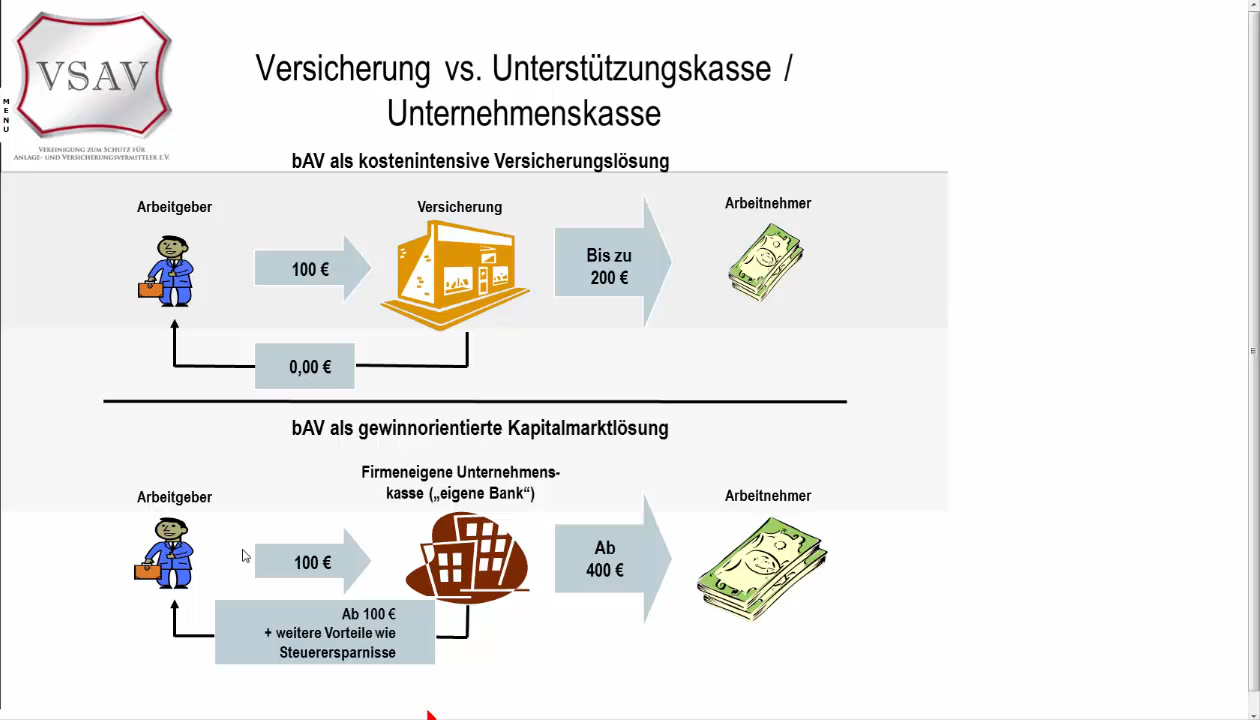 VSAV
VEREINIGUNG ZUM SCHUTZ FÜR
ANLAGE- UND VERSICHERUNGSVERMITTLER E.V.
MENU
Versicherung vs. Unterstützungskasse /
Unternehmenskasse
bAV als kostenintensive Versicherungslösung
Arbeitgeber
Versicherung
Arbeitnehmer
100 €
Bis zu
200 €
0,00 €
bAV als gewinnorientierte Kapitalmarktlösung
Firmeneigene Unternehmens-
kasse („eigene Bank“)
Arbeitgeber
Arbeitnehmer
100 €
Ab
400 €
Ab 100 €
+ weitere Vorteile wie
Steuerersparnisse